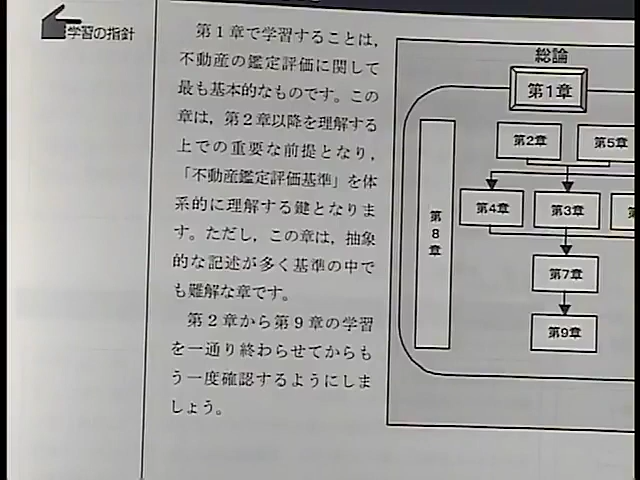 学習の指針
第１章で学習することは，
不動産の鑑定評価に関して
最も基本的なものです。この
章は，第２章以降を理解する
上での重要な前提となり，
「不動産鑑定評価基準」を体
系的に理解する鍵となりま
す。ただし，この章は，抽象
的な記述が多く基準の中で
も難解な章です。
第２章から第９章の学習
を一通り終わらせてからも
う一度確認するようにしま
しょう。
総論
第1章
第2章
第5章
第4章
第3章
第8章
第7章
第9章